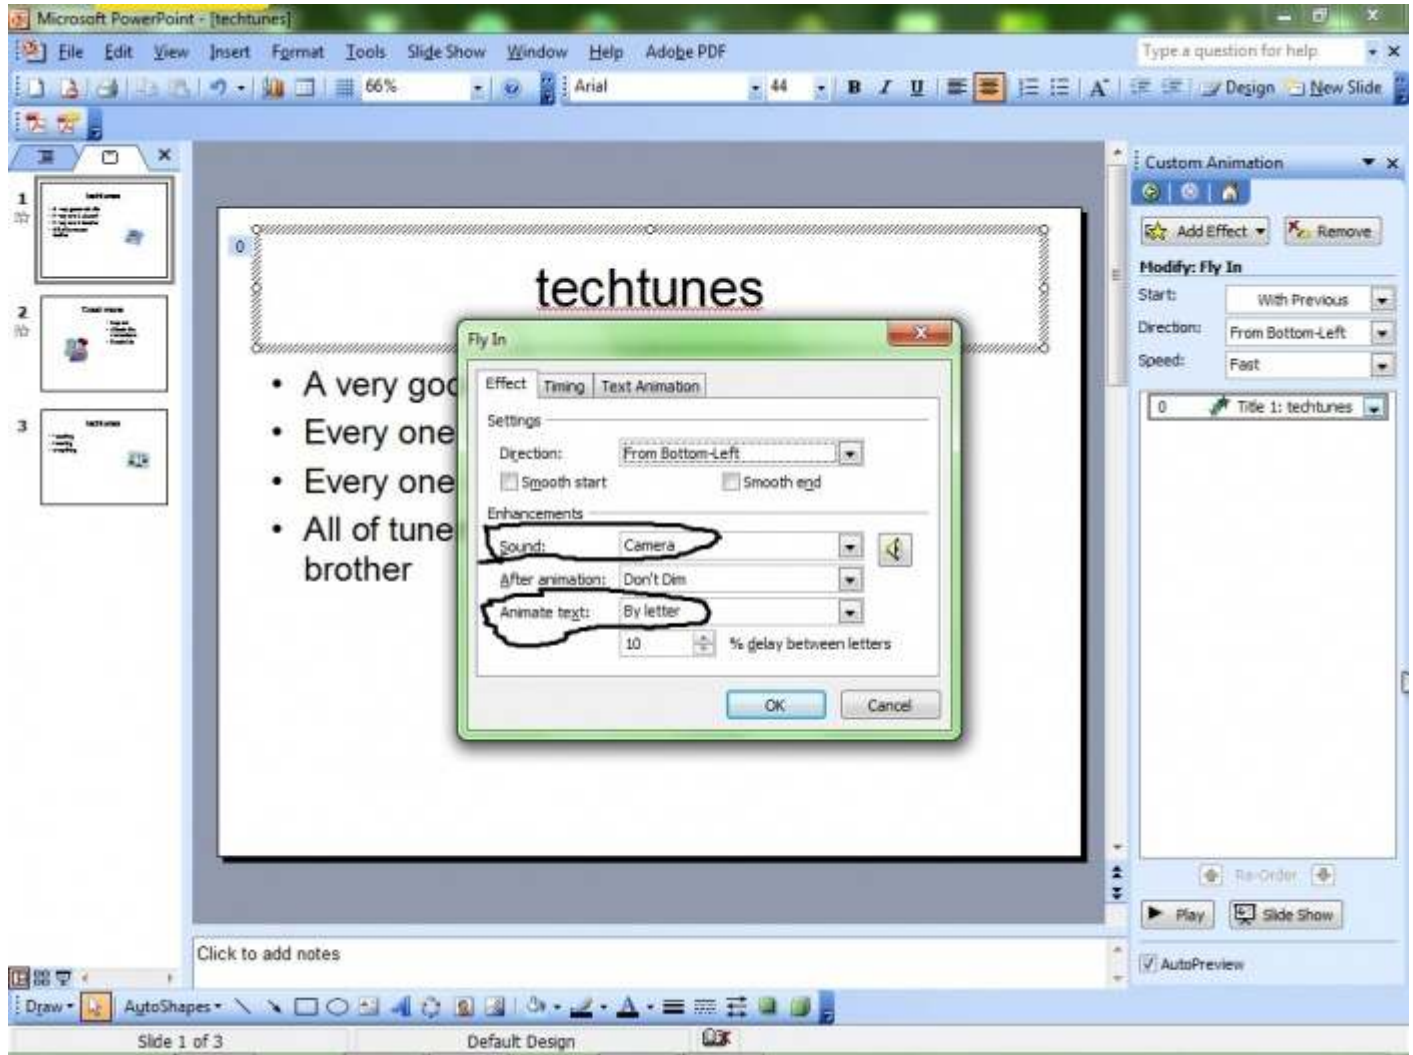 Microsoft PowerPoint - [techtunes]
File Edit View Insert Format Tools Slide Show Window Help Adobe PDF Type a question for help
66% Arial 44 B I U A Design New Slide
Custom Animation
Add Effect Remove
Modify: Fly In
Start: With Previous
Direction: From Bottom-Left
Speed: Fast
0 Title 1: techtunes
1
2
3
0
techtunes
• A very goo
• Every one
• Every one
• All of tune
brother
Fly In
Effect Timing Text Animation
Settings
Direction: From Bottom-Left
Smooth start Smooth end
Enhancements
Sound: Camera
After animation: Don't Dim
Animate text: By letter
10 % delay between letters
OK Cancel
Re-Order
Play Slide Show
AutoPreview
Click to add notes
Draw AutoShapes A
Slide 1 of 3 Default Design